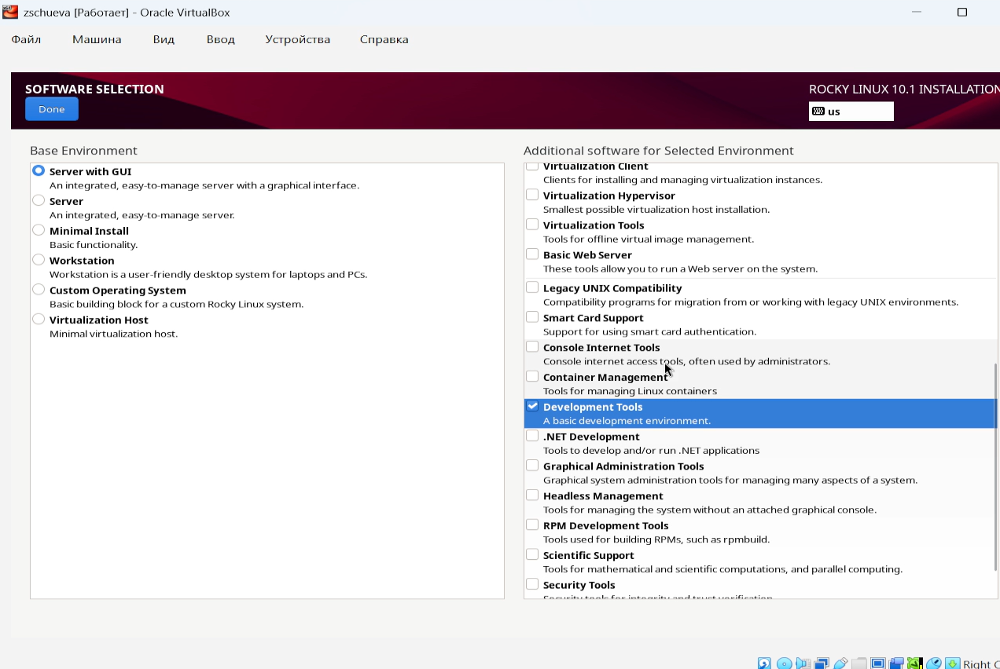 zschueva [Работает] - Oracle VirtualBox
Файл Машина Вид Ввод Устройства Справка
SOFTWARE SELECTION
ROCKY LINUX 10.1 INSTALLATION
Done
us
Base Environment
Server with GUI
An integrated, easy-to-manage server with a graphical interface.
Server
An integrated, easy-to-manage server.
Minimal Install
Basic functionality.
Workstation
Workstation is a user-friendly desktop system for laptops and PCs.
Custom Operating System
Basic building block for a custom Rocky Linux system.
Virtualization Host
Minimal virtualization host.
Additional software for Selected Environment
Virtualization Client
Clients for installing and managing virtualization instances.
Virtualization Hypervisor
Smallest possible virtualization host installation.
Virtualization Tools
Tools for offline virtual image management.
Basic Web Server
These tools allow you to run a Web server on the system.
Legacy UNIX Compatibility
Compatibility programs for migration from or working with legacy UNIX environments.
Smart Card Support
Support for using smart card authentication.
Console Internet Tools
Console internet access tools, often used by administrators.
Container Management
Tools for managing Linux containers
Development Tools
A basic development environment.
.NET Development
Tools to develop and/or run .NET applications
Graphical Administration Tools
Graphical system administration tools for managing many aspects of a system.
Headless Management
Tools for managing the system without an attached graphical console.
RPM Development Tools
Tools used for building RPMs, such as rpmbuild.
Scientific Support
Tools for mathematical and scientific computations, and parallel computing.
Security Tools
Security tools for integrity and trust verification.
Right C